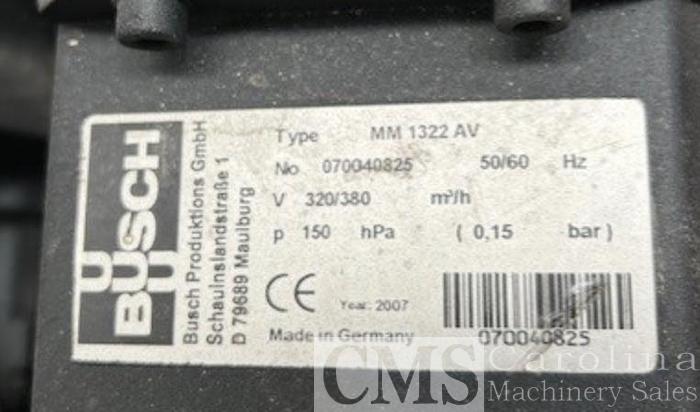 BUSCH
Busch Produktions GmbH
Schauinslandstraße 1
D 79689 Maulburg
Type MM 1322 AV
No 070040825 50/60 Hz
V 320/380 m³/h
p 150 hPa ( 0,15 bar )
CE Year: 2007
Made in Germany 070040825
CMS Carolina
Machinery Sales